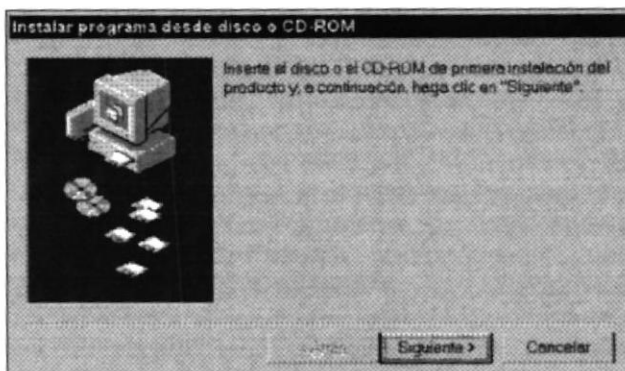 Instalar programa desde disco o CD-ROM
Inserte el disco o el CD-ROM de primera instalación del
producto y, a continuación, haga clic en "Siguiente".
Siguiente >
Cancelar